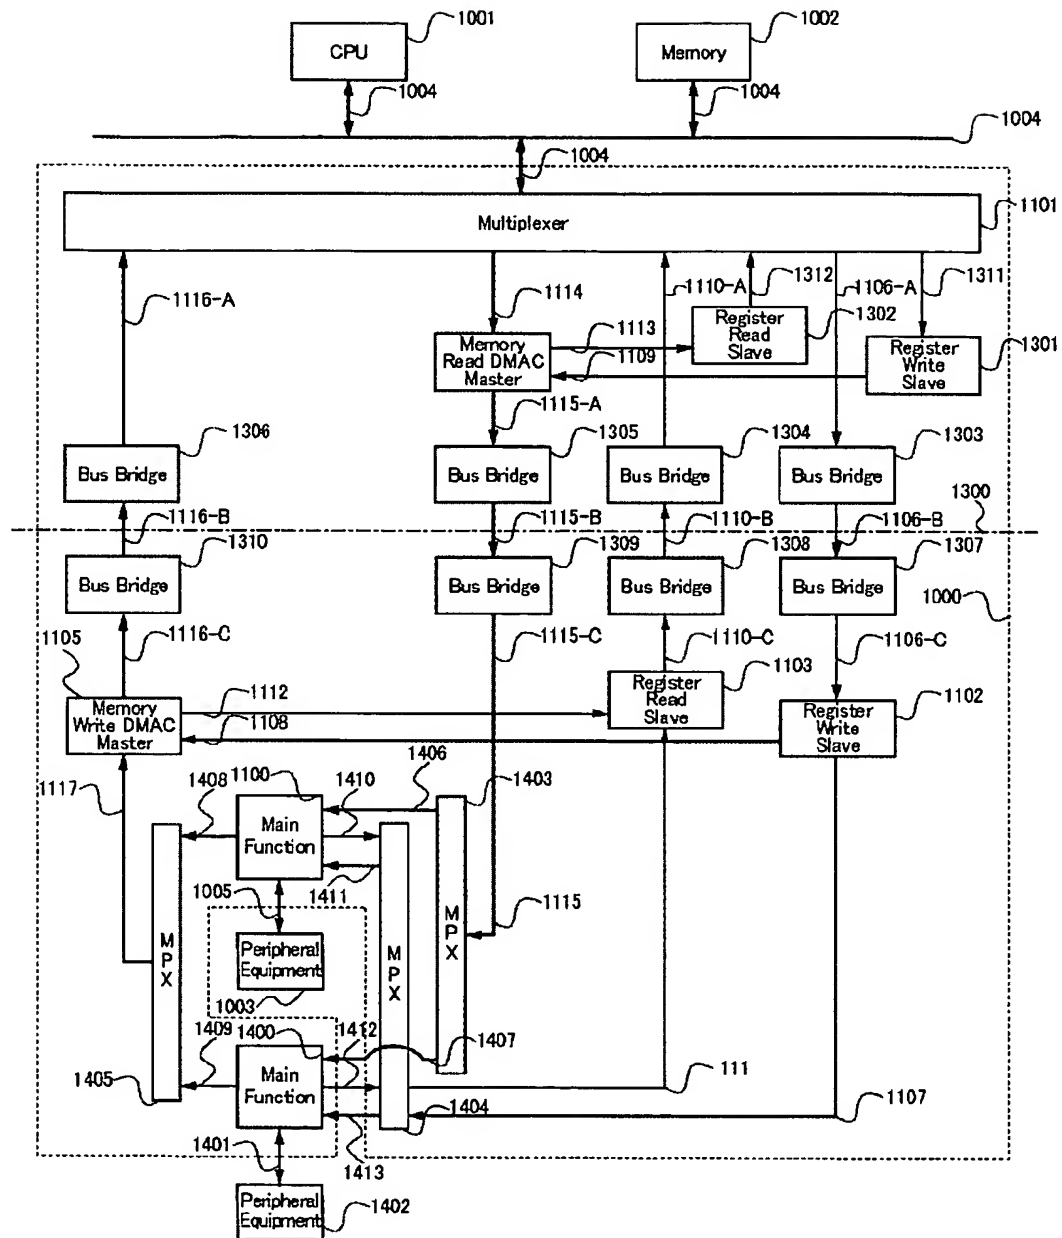 1001
1002
CPU
Memory
1004
1004
1004
1004
1101
Multiplexer
1116-A
1114
1110-A
1312
1106-A
1311
1302
1113
1109
Register
Read
Slave
Memory
Read DMAC
Master
Register
Write
Slave
1301
1115-A
1306
1305
1304
1303
Bus Bridge
Bus Bridge
Bus Bridge
Bus Bridge
1300
1116-B
1115-B
1110-B
1106-B
1310
1309
1308
1307
Bus Bridge
Bus Bridge
Bus Bridge
Bus Bridge
1000
1105
1116-C
1115-C
1110-C
1106-C
1103
1112
1108
Register
Read
Slave
1102
Memory
Write DMAC
Master
Register
Write
Slave
1406
1117
1408
1100
1410
1403
Main
Function
1411
1005
1115
MPX
MPX
MPX
Peripheral
Equipment
1003
1400
1412
1407
1409
1405
Main
Function
111
1107
1404
1401
1413
Peripheral
Equipment
1402